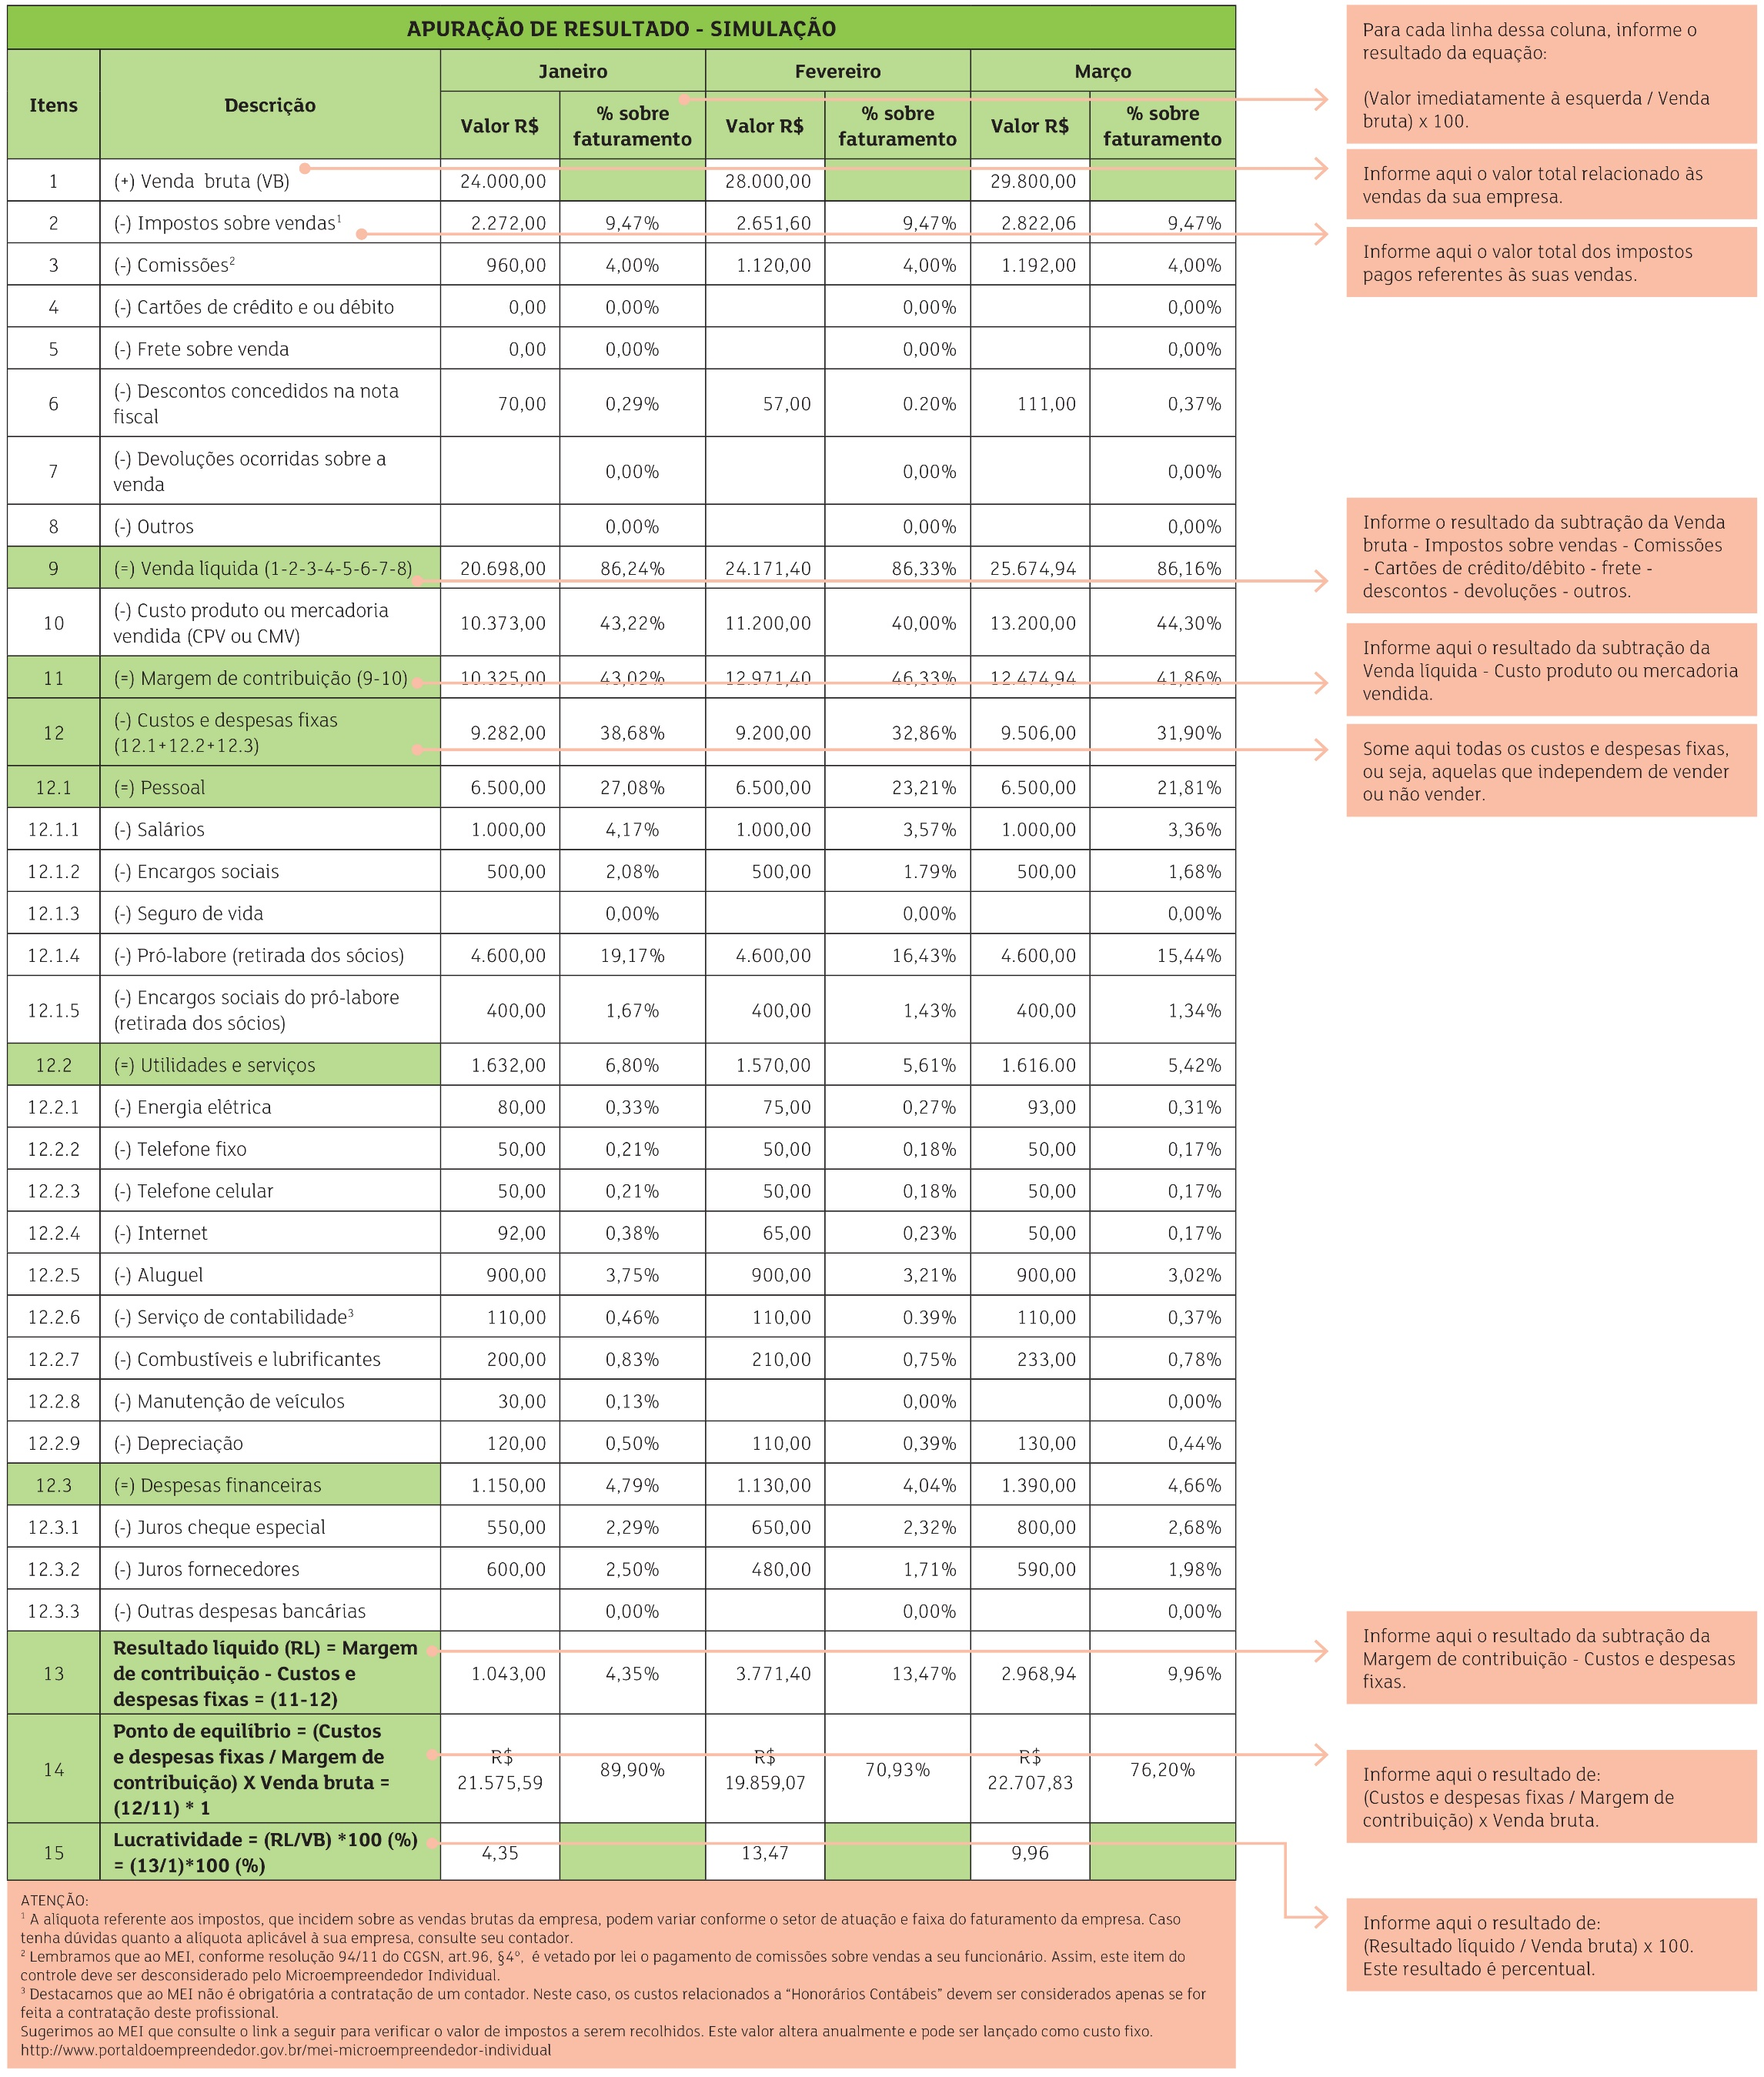 APURAÇÃO DE RESULTADO - SIMULAÇÃO
Itens Descrição Janeiro Fevereiro Março
Valor R$ % sobre faturamento Valor R$ % sobre faturamento Valor R$ % sobre faturamento
1 (+) Venda bruta (VB) 24.000,00 28.000,00 29.800,00
2 (-) Impostos sobre vendas¹ 2.272,00 9,47% 2.651,60 9,47% 2.822,06 9,47%
3 (-) Comissões² 960,00 4,00% 1.120,00 4,00% 1.192,00 4,00%
4 (-) Cartões de crédito e ou débito 0,00 0,00% 0,00% 0,00%
5 (-) Frete sobre venda 0,00 0,00% 0,00% 0,00%
6 (-) Descontos concedidos na nota fiscal 70,00 0,29% 57,00 0.20% 111,00 0,37%
7 (-) Devoluções ocorridas sobre a venda 0,00% 0,00% 0,00%
8 (-) Outros 0,00% 0,00% 0,00%
9 (=) Venda líquida (1-2-3-4-5-6-7-8) 20.698,00 86,24% 24.171,40 86,33% 25.674,94 86,16%
10 (-) Custo produto ou mercadoria vendida (CPV ou CMV) 10.373,00 43,22% 11.200,00 40,00% 13.200,00 44,30%
11 (=) Margem de contribuição (9-10) 10.325,00 43,02% 12.971,40 46,33% 12.474,94 41,86%
12 (-) Custos e despesas fixas (12.1+12.2+12.3) 9.282,00 38,68% 9.200,00 32,86% 9.506,00 31,90%
12.1 (=) Pessoal 6.500,00 27,08% 6.500,00 23,21% 6.500,00 21,81%
12.1.1 (-) Salários 1.000,00 4,17% 1.000,00 3,57% 1.000,00 3,36%
12.1.2 (-) Encargos sociais 500,00 2,08% 500,00 1.79% 500,00 1,68%
12.1.3 (-) Seguro de vida 0,00% 0,00% 0,00%
12.1.4 (-) Pró-labore (retirada dos sócios) 4.600,00 19,17% 4.600,00 16,43% 4.600,00 15,44%
12.1.5 (-) Encargos sociais do pró-labore (retirada dos sócios) 400,00 1,67% 400,00 1,43% 400,00 1,34%
12.2 (=) Utilidades e serviços 1.632,00 6,80% 1.570,00 5,61% 1.616.00 5,42%
12.2.1 (-) Energia elétrica 80,00 0,33% 75,00 0,27% 93,00 0,31%
12.2.2 (-) Telefone fixo 50,00 0,21% 50,00 0,18% 50,00 0,17%
12.2.3 (-) Telefone celular 50,00 0,21% 50,00 0,18% 50,00 0,17%
12.2.4 (-) Internet 92,00 0,38% 65,00 0,23% 50,00 0,17%
12.2.5 (-) Aluguel 900,00 3,75% 900,00 3,21% 900,00 3,02%
12.2.6 (-) Serviço de contabilidade³ 110,00 0,46% 110,00 0.39% 110,00 0,37%
12.2.7 (-) Combustíveis e lubrificantes 200,00 0,83% 210,00 0,75% 233,00 0,78%
12.2.8 (-) Manutenção de veículos 30,00 0,13% 0,00% 0,00%
12.2.9 (-) Depreciação 120,00 0,50% 110,00 0,39% 130,00 0,44%
12.3 (=) Despesas financeiras 1.150,00 4,79% 1.130,00 4,04% 1.390,00 4,66%
12.3.1 (-) Juros cheque especial 550,00 2,29% 650,00 2,32% 800,00 2,68%
12.3.2 (-) Juros fornecedores 600,00 2,50% 480,00 1,71% 590,00 1,98%
12.3.3 (-) Outras despesas bancárias 0,00% 0,00% 0,00%
13 Resultado líquido (RL) = Margem de contribuição - Custos e despesas fixas = (11-12) 1.043,00 4,35% 3.771,40 13,47% 2.968,94 9,96%
14 Ponto de equilíbrio = (Custos e despesas fixas / Margem de contribuição) X Venda bruta = (12/11) * 1 R$ 21.575,59 89,90% R$ 19.859,07 70,93% R$ 22.707,83 76,20%
15 Lucratividade = (RL/VB) *100 (%) = (13/1)*100 (%) 4,35 13,47 9,96
ATENÇÃO:
¹ A alíquota referente aos impostos, que incidem sobre as vendas brutas da empresa, podem variar conforme o setor de atuação e faixa do faturamento da empresa. Caso
tenha dúvidas quanto a alíquota aplicável à sua empresa, consulte seu contador.
² Lembramos que ao MEI, conforme resolução 94/11 do CGSN, art.96, §4º, é vetado por lei o pagamento de comissões sobre vendas a seu funcionário. Assim, este item do
controle deve ser desconsiderado pelo Microempreendedor Individual.
³ Destacamos que ao MEI não é obrigatória a contratação de um contador. Neste caso, os custos relacionados a “Honorários Contábeis” devem ser considerados apenas se for
feita a contratação deste profissional.
Sugerimos ao MEI que consulte o link a seguir para verificar o valor de impostos a serem recolhidos. Este valor altera anualmente e pode ser lançado como custo fixo.
http://www.portaldoempreendedor.gov.br/mei-microempreendedor-individual
Para cada linha dessa coluna, informe o
resultado da equação:
(Valor imediatamente à esquerda / Venda
bruta) x 100.
Informe aqui o valor total relacionado às
vendas da sua empresa.
Informe aqui o valor total dos impostos
pagos referentes às suas vendas.
Informe o resultado da subtração da Venda
bruta - Impostos sobre vendas - Comissões
- Cartões de crédito/débito - frete -
descontos - devoluções - outros.
Informe aqui o resultado da subtração da
Venda líquida - Custo produto ou mercadoria
vendida.
Some aqui todas os custos e despesas fixas,
ou seja, aquelas que independem de vender
ou não vender.
Informe aqui o resultado da subtração da
Margem de contribuição - Custos e despesas
fixas.
Informe aqui o resultado de:
(Custos e despesas fixas / Margem de
contribuição) x Venda bruta.
Informe aqui o resultado de:
(Resultado líquido / Venda bruta) x 100.
Este resultado é percentual.